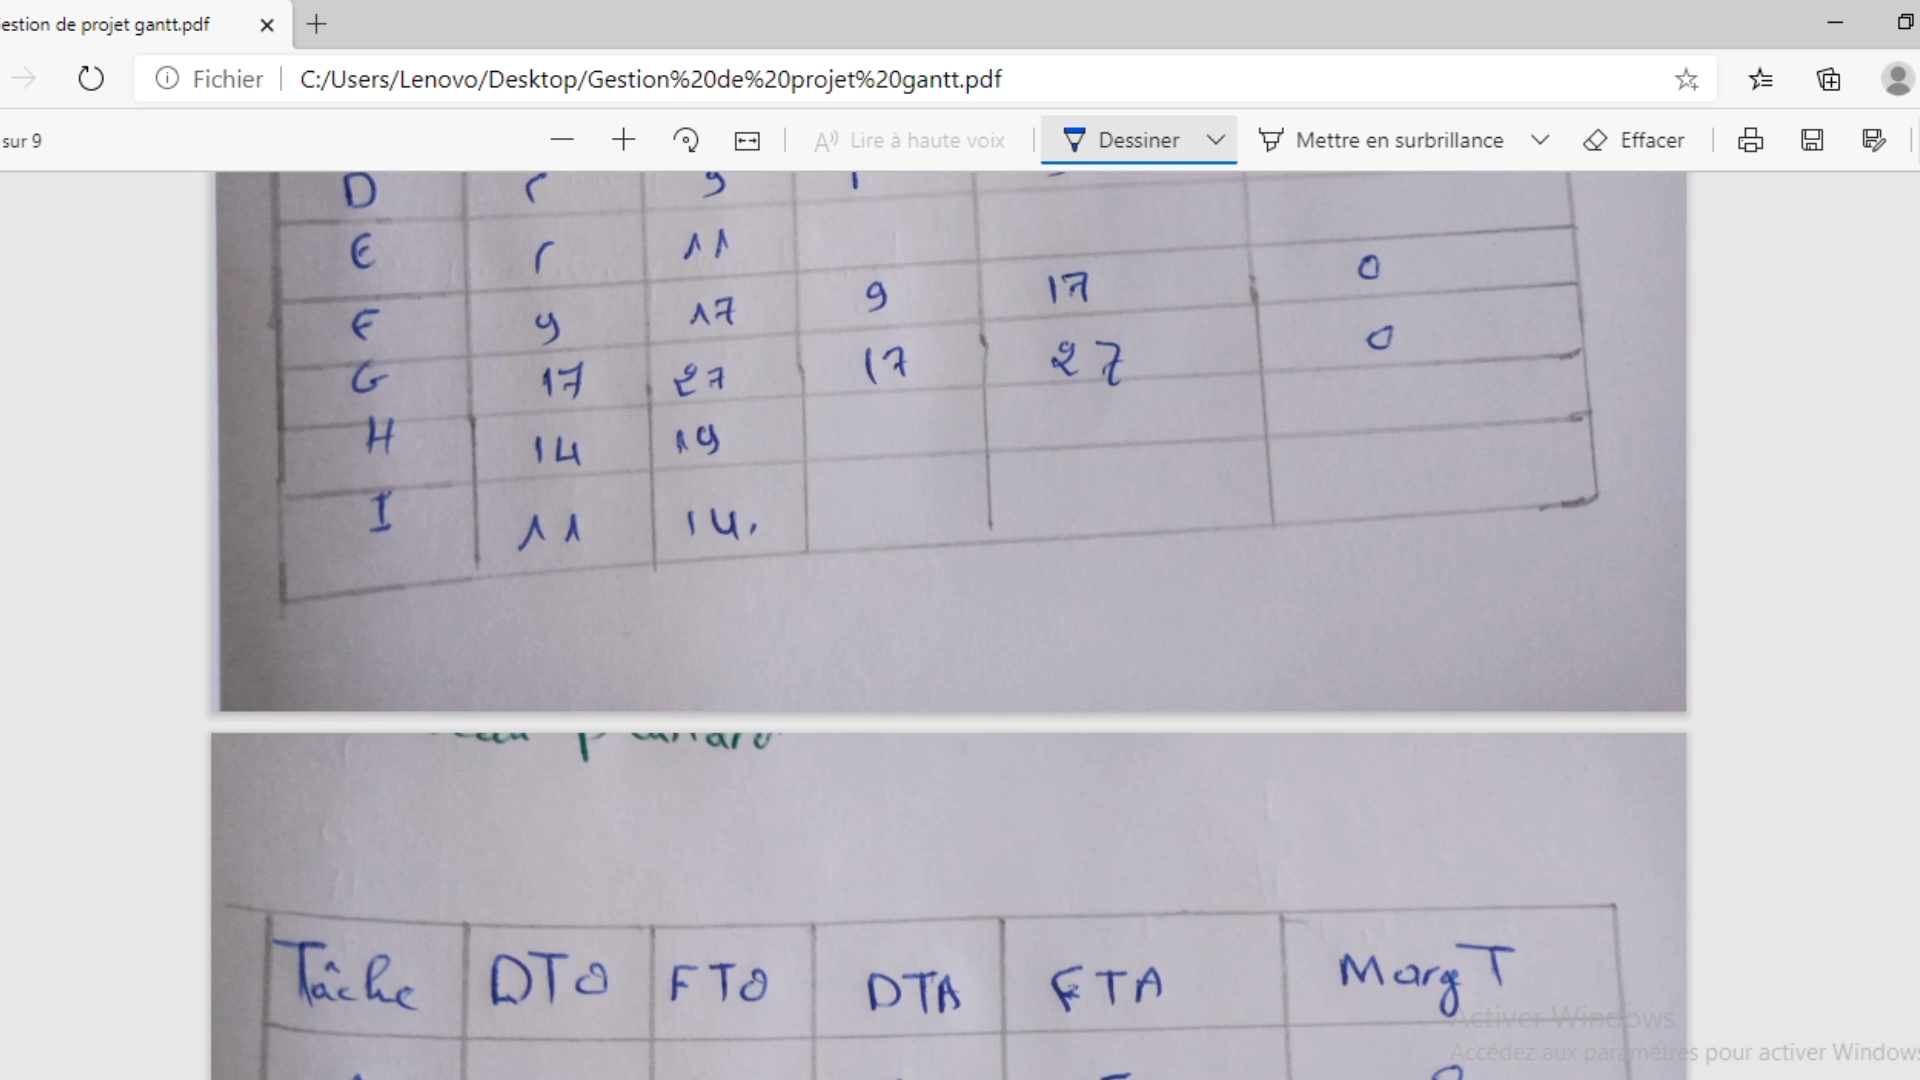 estion de projet gantt.pdf
Fichier C:/Users/Lenovo/Desktop/Gestion%20de%20projet%20gantt.pdf
sur 9 Lire à haute voix Dessiner Mettre en surbrillance Effacer
D
E 11
F 9 17 9 17 0
G 17 27 17 27 0
H 14 19
I 11 14.
Tâche DTO FTO DTA FTA Marg T
Activer Windows
Accédez aux paramètres pour activer Windows